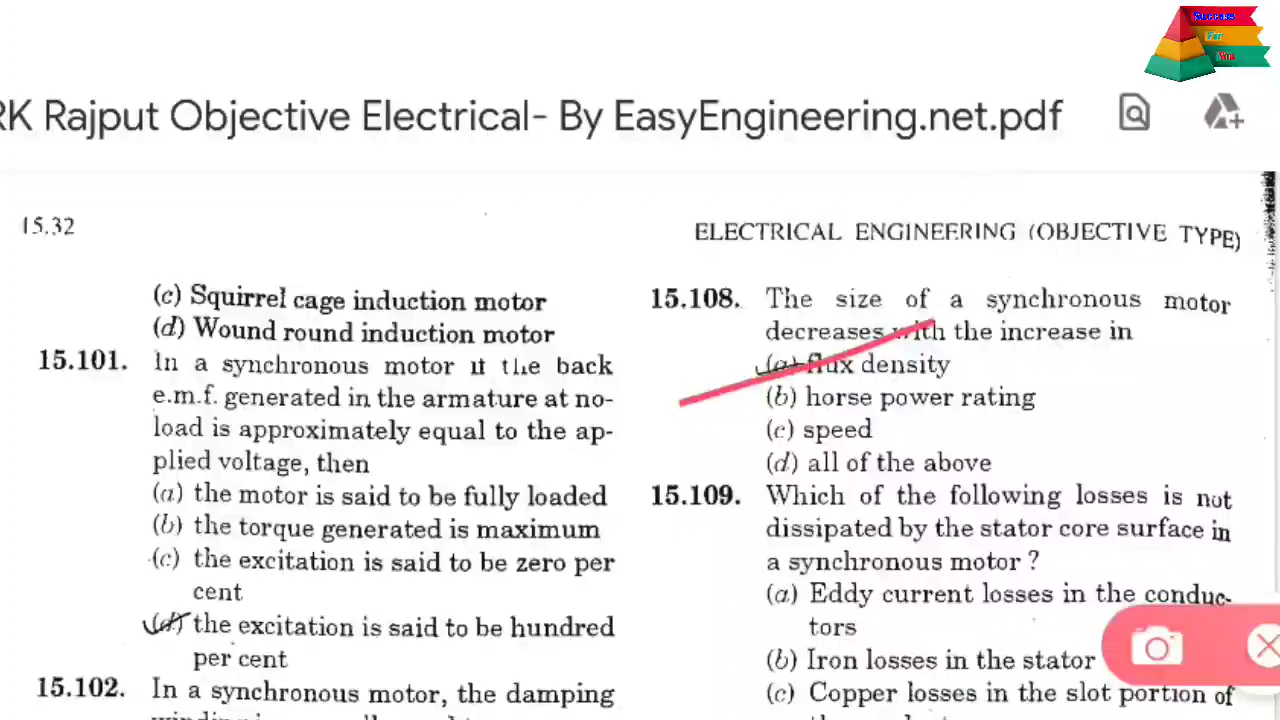 Success
For
You
RK Rajput Objective Electrical- By EasyEngineering.net.pdf
15.32
ELECTRICAL ENGINEERING (OBJECTIVE TYPE)
(c) Squirrel cage induction motor
(d) Wound round induction motor
15.101. In a synchronous motor if the back
e.m.f. generated in the armature at no-
load is approximately equal to the ap-
plied voltage, then
(a) the motor is said to be fully loaded
(b) the torque generated is maximum
(c) the excitation is said to be zero per
cent
(d) the excitation is said to be hundred
per cent
15.102. In a synchronous motor, the damping
15.108. The size of a synchronous motor
decreases with the increase in
(a) flux density
(b) horse power rating
(c) speed
(d) all of the above
15.109. Which of the following losses is not
dissipated by the stator core surface in
a synchronous motor ?
(a) Eddy current losses in the conduc-
tors
(b) Iron losses in the stator
(c) Copper losses in the slot portion of